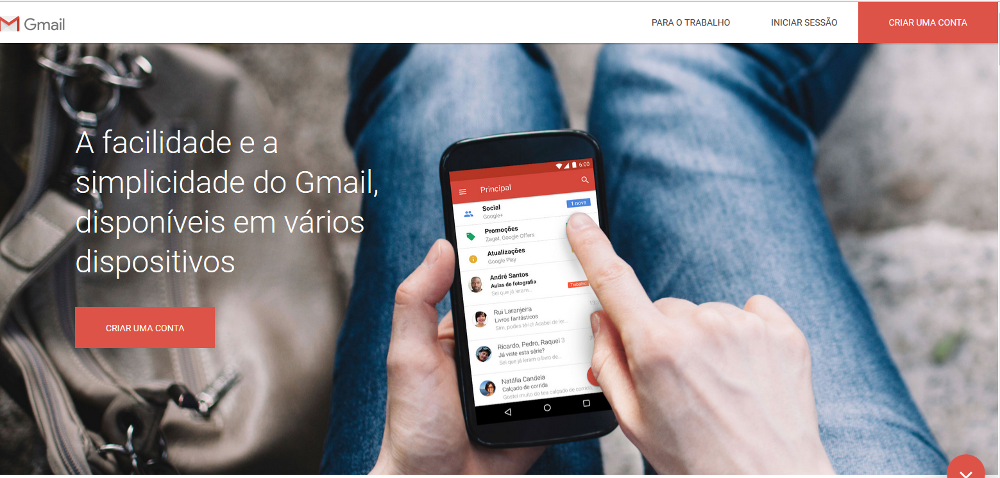 Gmail
PARA O TRABALHO
INICIAR SESSÃO
CRIAR UMA CONTA
A facilidade e a
simplicidade do Gmail,
disponíveis em vários
dispositivos
CRIAR UMA CONTA
6:00
Principal
Social
1 nova
Google+
Promoções
Zagat, Google Offers
Atualizações
Google Play
André Santos
Aulas de fotografia
Trabalho
Sei que já leram...
Rui Laranjeira
Livros fantásticos
Sim, podes tê-lo! Acabei de ler...
Ricardo, Pedro, Raquel 3
Já viste esta série?
Sei que já leram o livro de...
Natália Candeia
Calçado de corrida
Gostei muito do teu calçado de corrida,